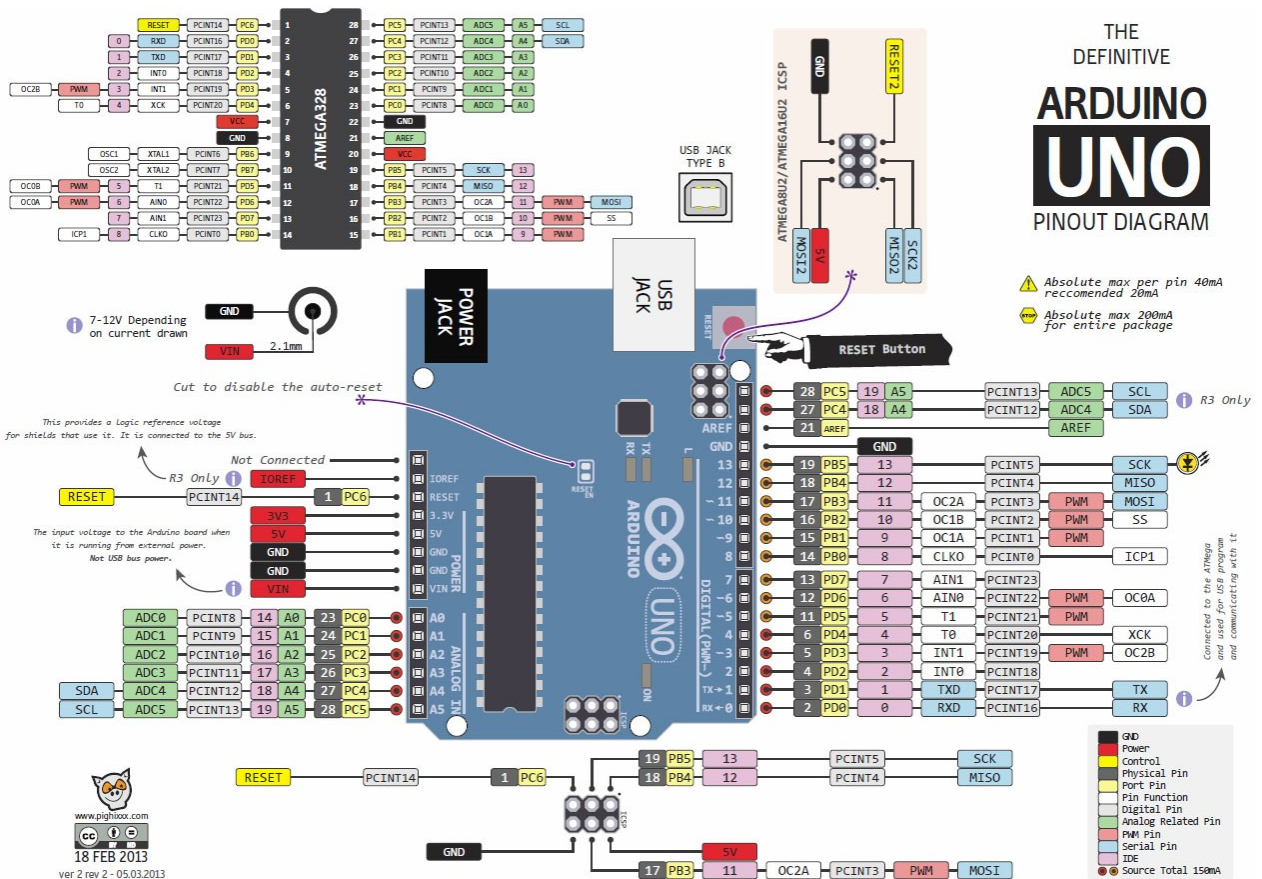 THE
DEFINITIVE
ARDUINO
UNO
PINOUT DIAGRAM
Absolute max per pin 40mA
reccomended 20mA
STOP
Absolute max 200mA
for entire package
ATMEGA328
RESET PCINT14 PC6 1
0 RXD PCINT16 PD0 2
1 TXD PCINT17 PD1 3
2 INT0 PCINT18 PD2 4
OC2B PWM 3 INT1 PCINT19 PD3 5
T0 4 XCK PCINT20 PD4 6
VCC 7
GND 8
OSC1 XTAL1 PCINT6 PB6 9
OSC2 XTAL2 PCINT7 PB7 10
OC0B PWM 5 T1 PCINT21 PD5 11
OC0A PWM 6 AIN0 PCINT22 PD6 12
7 AIN1 PCINT23 PD7 13
ICP1 8 CLKO PCINT0 PB0 14
28 PC5 PCINT13 ADC5 A5 SCL
27 PC4 PCINT12 ADC4 A4 SDA
26 PC3 PCINT11 ADC3 A3
25 PC2 PCINT10 ADC2 A2
24 PC1 PCINT9 ADC1 A1
23 PC0 PCINT8 ADC0 A0
22 GND
21 AREF
20 VCC
19 PB5 PCINT5 SCK 13
18 PB4 PCINT4 MISO 12
17 PB3 PCINT3 OC2A 11 PWM MOSI
16 PB2 PCINT2 OC1B 10 PWM SS
15 PB1 PCINT1 OC1A 9 PWM
USB JACK
TYPE B
ATMEGA8U2/ATMEGA16U2 ICSP
GND
RESET2
MOSI2
5V
MISO2
SCK2
7-12V Depending
on current drawn
GND
VIN
2.1mm
POWER
JACK
USB
JACK
RESET
RESET Button
Cut to disable the auto-reset
This provides a logic reference voltage
for shields that use it. It is connected to the 5V bus.
Not Connected
R3 Only IOREF
RESET PCINT14 1 PC6
3V3
5V
GND
GND
VIN
The input voltage to the Arduino board when
it is running from external power.
Not USB bus power.
ADC0 PCINT8 14 A0 23 PC0
ADC1 PCINT9 15 A1 24 PC1
ADC2 PCINT10 16 A2 25 PC2
ADC3 PCINT11 17 A3 26 PC3
SDA ADC4 PCINT12 18 A4 27 PC4
SCL ADC5 PCINT13 19 A5 28 PC5
IOREF
RESET
3.3V
5V
GND
GND
VIN
POWER
A0
A1
A2
A3
A4
A5
ANALOG IN
RESET
EN
RX
TX
L
ARDUINO
UNO
ON
ICSP
DIGITAL(PWM~)
AREF
GND
13
12
~11
~10
~9
8
7
~6
~5
4
~3
2
TX→1
RX←0
28 PC5 19 A5 PCINT13 ADC5 SCL
27 PC4 18 A4 PCINT12 ADC4 SDA
R3 Only
21 AREF AREF
GND
19 PB5 13 PCINT5 SCK
18 PB4 12 PCINT4 MISO
17 PB3 11 OC2A PCINT3 PWM MOSI
16 PB2 10 OC1B PCINT2 PWM SS
15 PB1 9 OC1A PCINT1 PWM
14 PB0 8 CLKO PCINT0 ICP1
13 PD7 7 AIN1 PCINT23
12 PD6 6 AIN0 PCINT22 PWM OC0A
11 PD5 5 T1 PCINT21 PWM
6 PD4 4 T0 PCINT20 XCK
5 PD3 3 INT1 PCINT19 PWM OC2B
4 PD2 2 INT0 PCINT18
3 PD1 1 TXD PCINT17 TX
2 PD0 0 RXD PCINT16 RX
Connected to the ATMega
and used for USB program
and communicating with it
RESET PCINT14 1 PC6
19 PB5 13 PCINT5 SCK
18 PB4 12 PCINT4 MISO
ICSP
GND
5V
17 PB3 11 OC2A PCINT3 PWM MOSI
GND
Power
Control
Physical Pin
Port Pin
Pin Function
Digital Pin
Analog Related Pin
PWM Pin
Serial Pin
IDE
Source Total 150mA
www.pighixxx.com
cc
BY ND
18 FEB 2013
ver 2 rev 2 - 05.03.2013